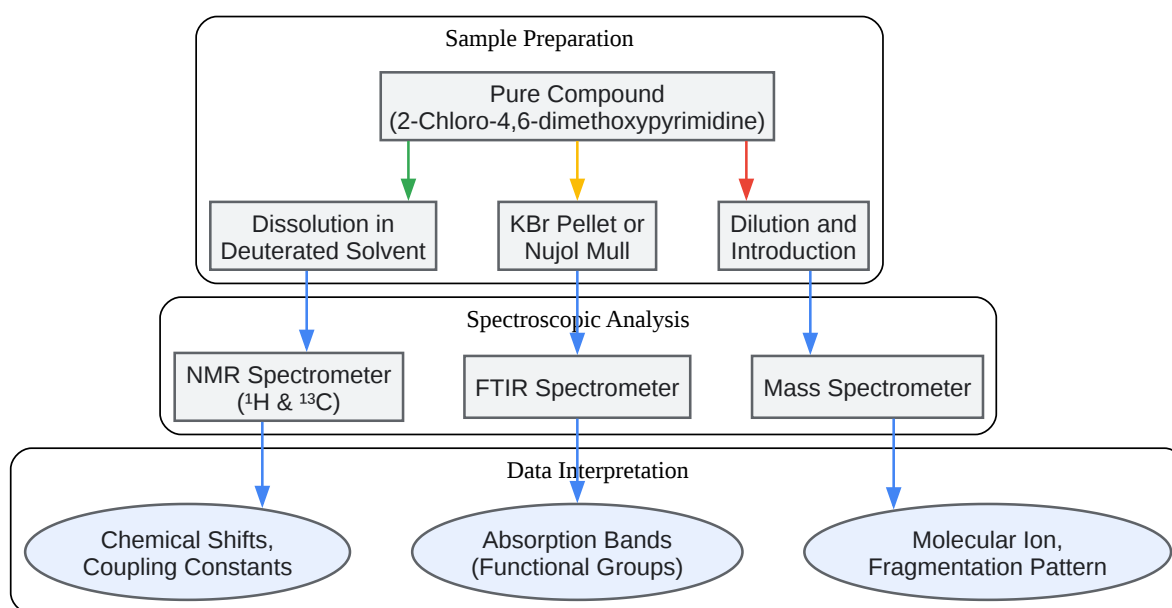 Sample Preparation
Pure Compound
(2-Chloro-4,6-dimethoxypyrimidine)
Dissolution in
Deuterated Solvent
KBr Pellet or
Nujol Mull
Dilution and
Introduction
Spectroscopic Analysis
NMR Spectrometer
(¹H & ¹³C)
FTIR Spectrometer
Mass Spectrometer
Data Interpretation
Chemical Shifts,
Coupling Constants
Absorption Bands
(Functional Groups)
Molecular Ion,
Fragmentation Pattern